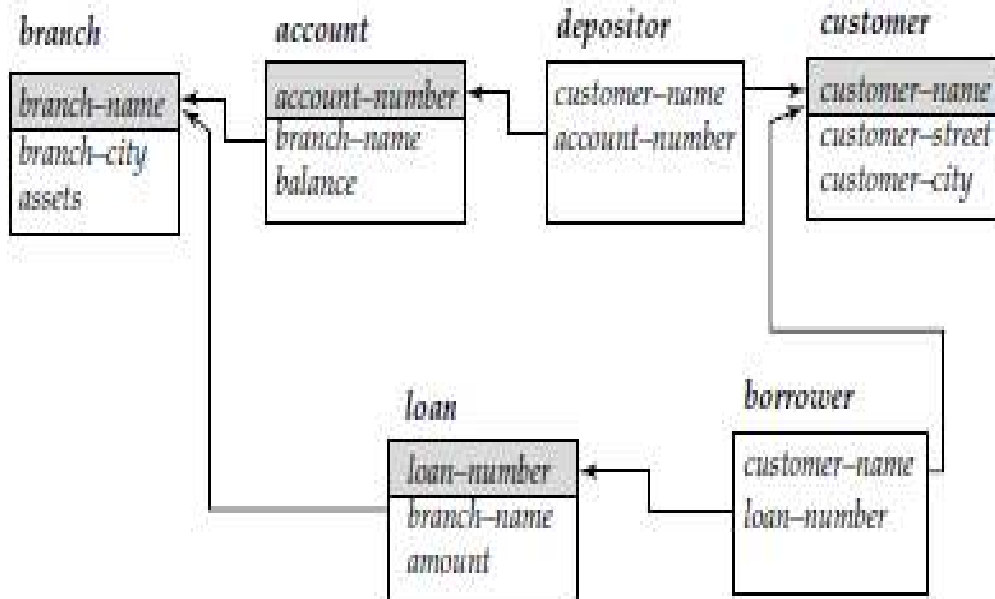 branch
branch–name
branch–city
assets
account
account–number
branch–name
balance
depositor
customer–name
account–number
customer
customer–name
customer–street
customer–city
loan
loan–number
branch–name
amount
borrower
customer–name
loan–number